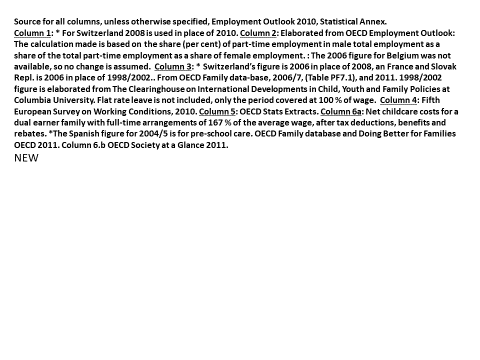 Source for all columns, unless otherwise specified, Employment Outlook 2010, Statistical Annex.
Column 1: * For Switzerland 2008 is used in place of 2010. Column 2: Elaborated from OECD Employment Outlook:
The calculation made is based on the share (per cent) of part-time employment in male total employment as a
share of the total part-time employment as a share of female employment. : The 2006 figure for Belgium was not
available, so no change is assumed. Column 3: * Switzerland's figure is 2006 in place of 2008, an France and Slovak
Repl. is 2006 in place of 1998/2002.. From OECD Family data-base, 2006/7, (Table PF7.1), and 2011. 1998/2002
figure is elaborated from The Clearinghouse on International Developments in Child, Youth and Family Policies at
Columbia University. Flat rate leave is not included, only the period covered at 100 % of wage. Column 4: Fifth
European Survey on Working Conditions, 2010. Column 5: OECD Stats Extracts. Column 6a: Net childcare costs for a
dual earner family with full-time arrangements of 167 % of the average wage, after tax deductions, benefits and
rebates. *The Spanish figure for 2004/5 is for pre-school care. OECD Family database and Doing Better for Families
OECD 2011. Column 6.b OECD Society at a Glance 2011.
NEW